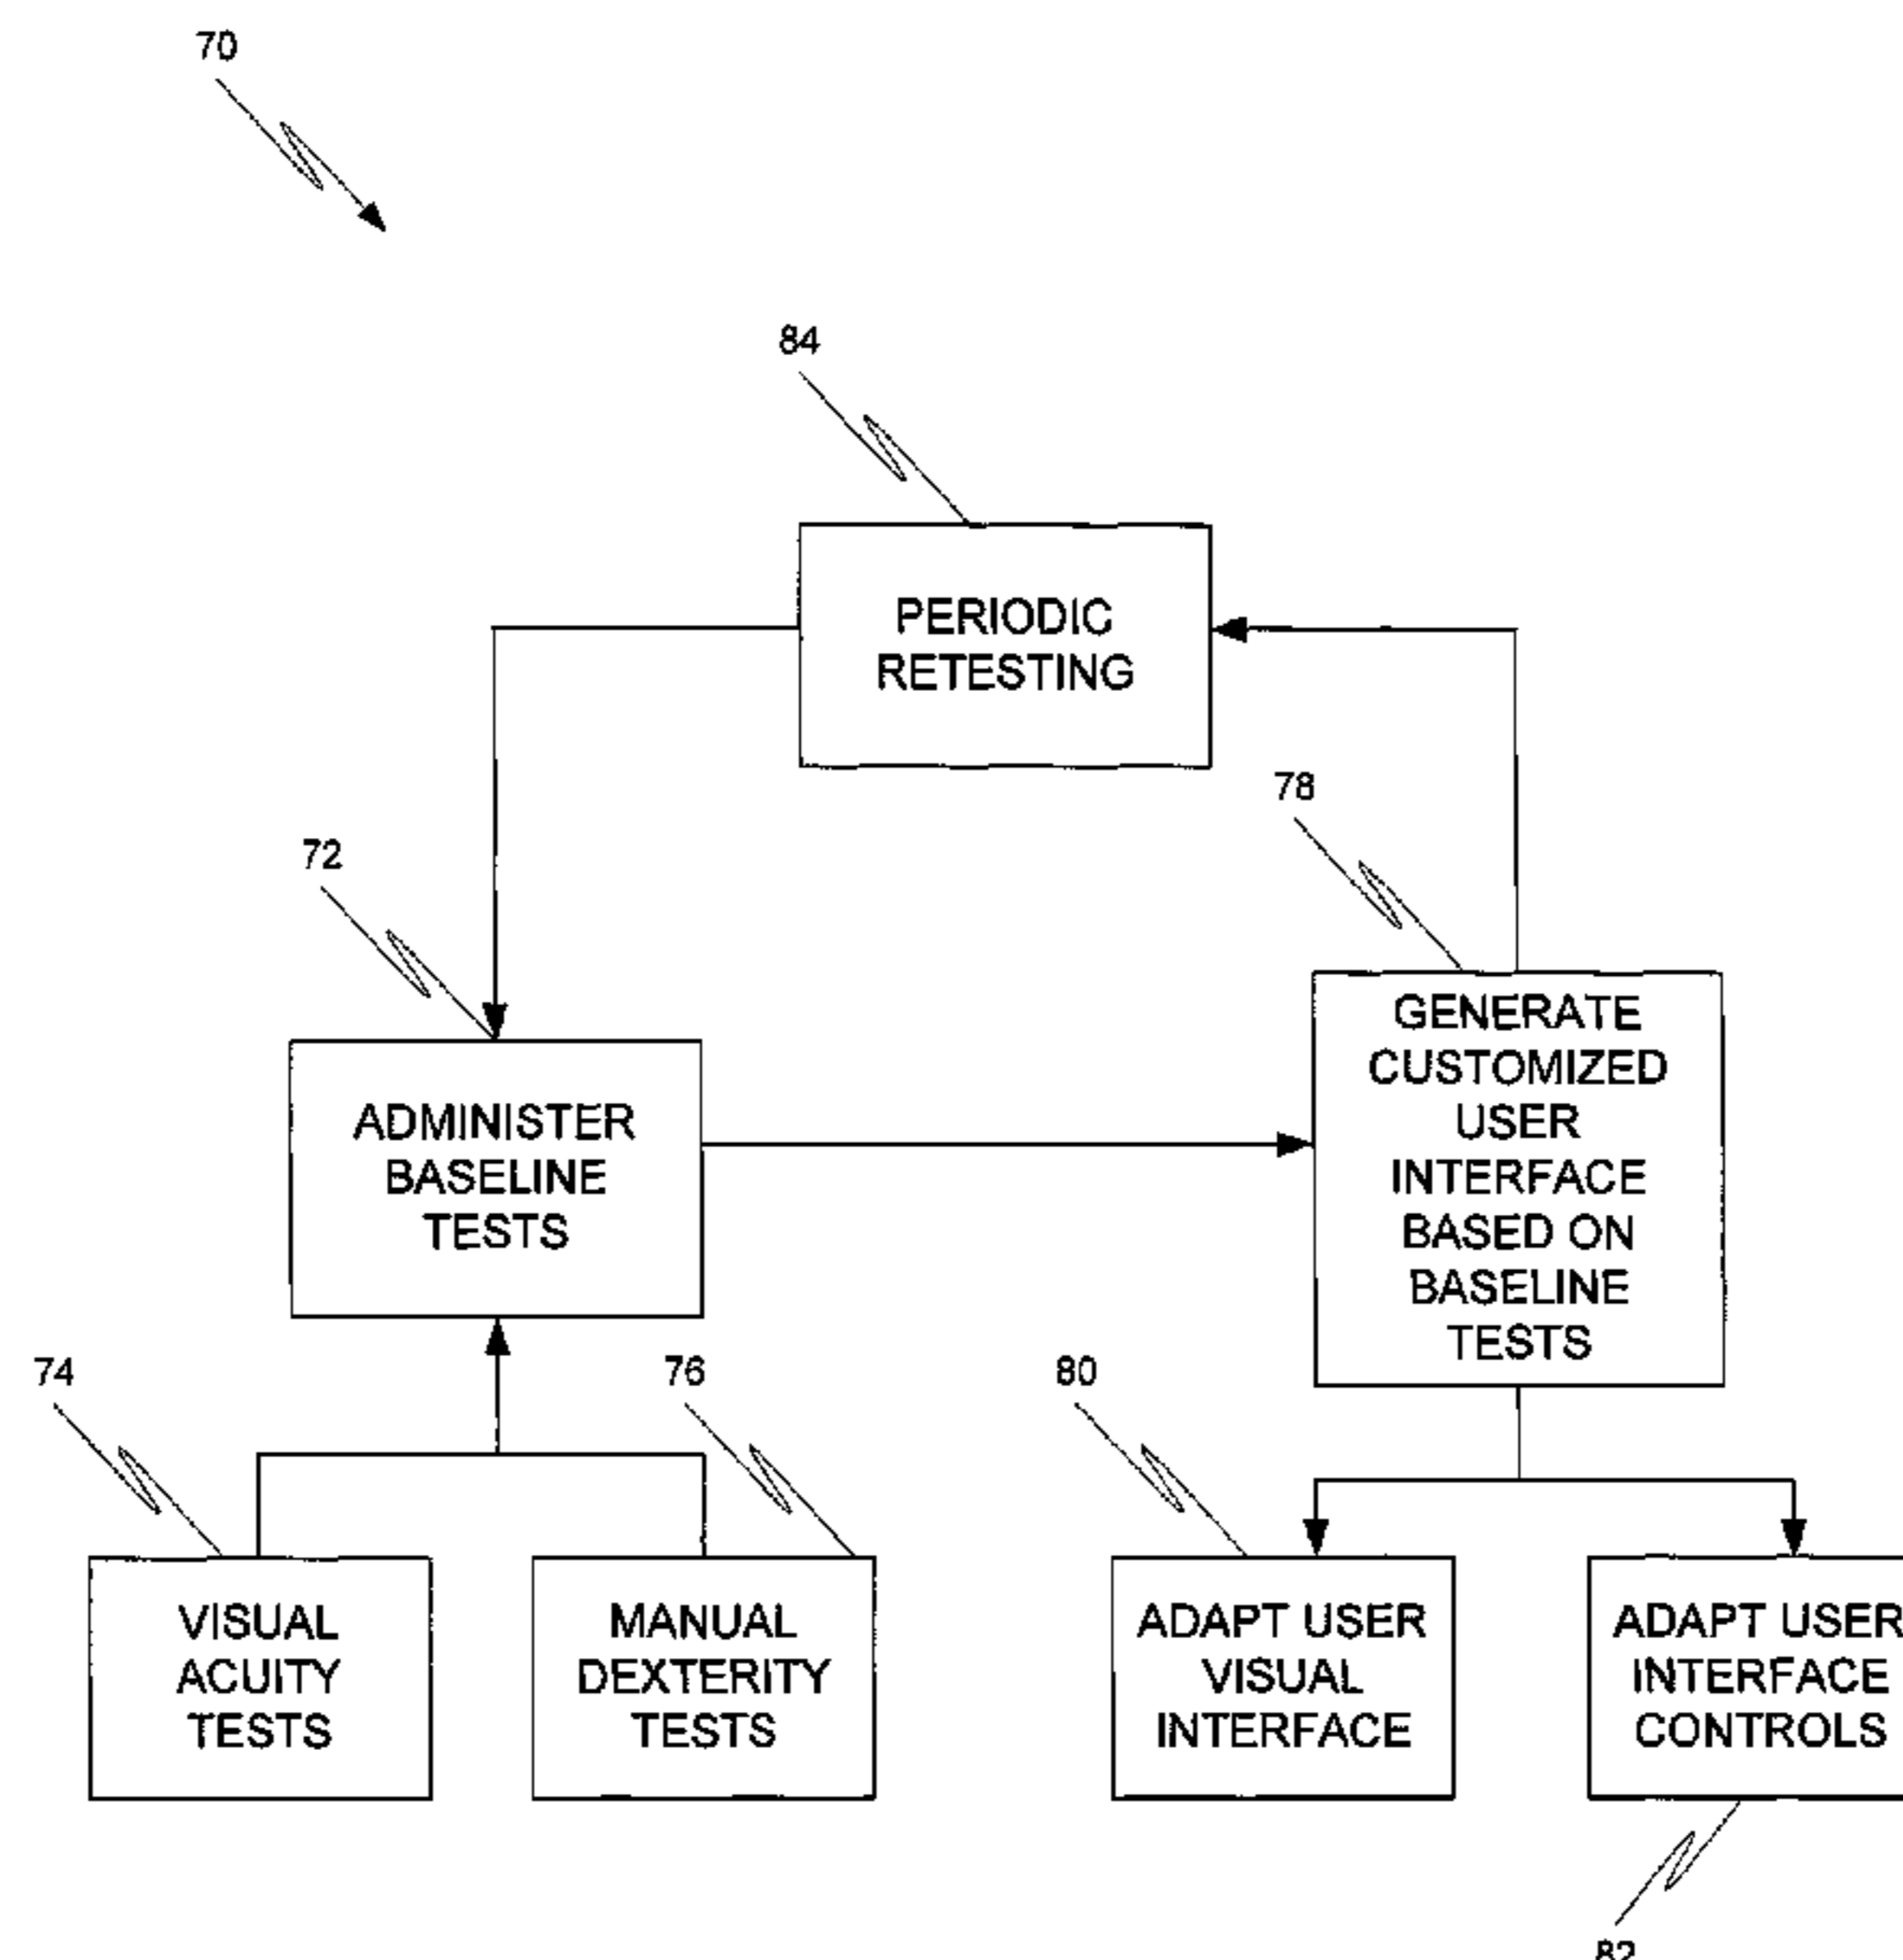 70
84
PERIODIC
RETESTING
78
72
GENERATE
CUSTOMIZED
USER
INTERFACE
BASED ON
BASELINE
TESTS
ADMINISTER
BASELINE
TESTS
74
76
80
VISUAL
ACUITY
TESTS
MANUAL
DEXTERITY
TESTS
ADAPT USER
VISUAL
INTERFACE
ADAPT USER
INTERFACE
CONTROLS
82